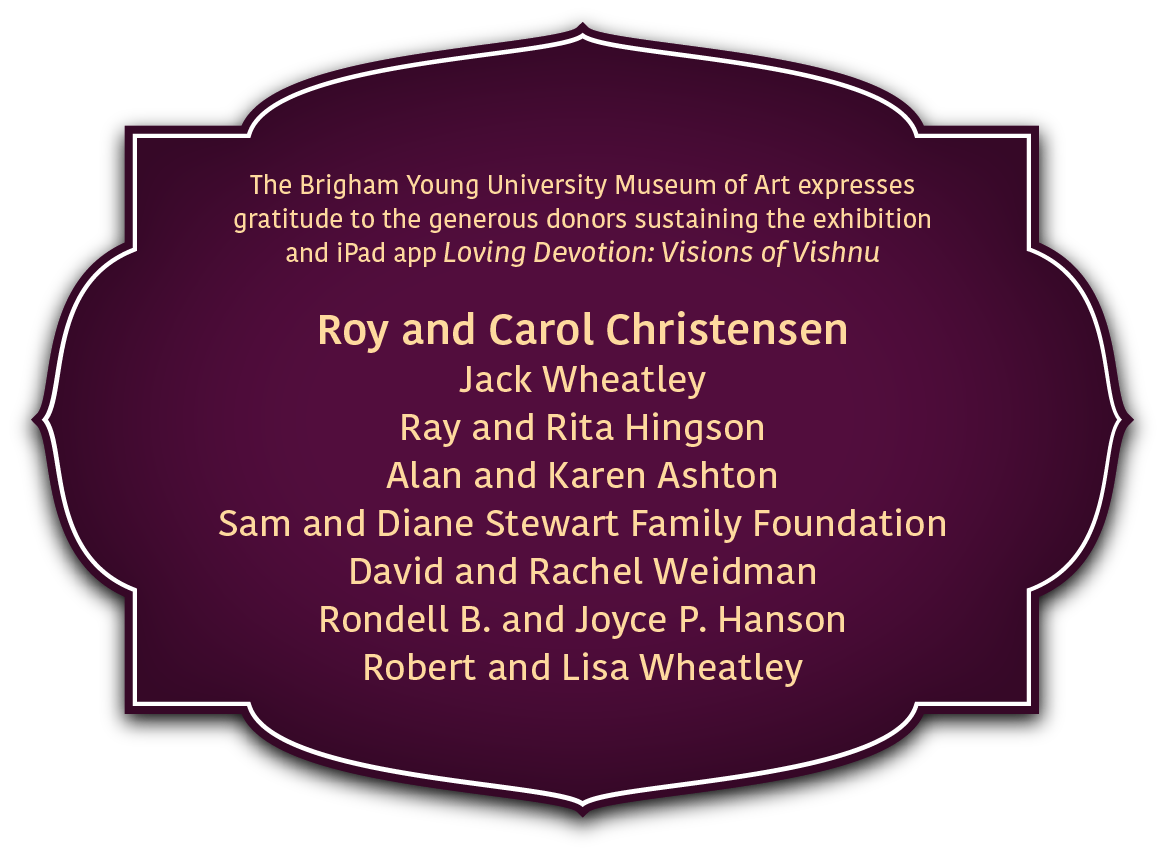 The Brigham Young University Museum of Art expresses
gratitude to the generous donors sustaining the exhibition
and iPad app Loving Devotion: Visions of Vishnu
Roy and Carol Christensen
Jack Wheatley
Ray and Rita Hingson
Alan and Karen Ashton
Sam and Diane Stewart Family Foundation
David and Rachel Weidman
Rondell B. and Joyce P. Hanson
Robert and Lisa Wheatley